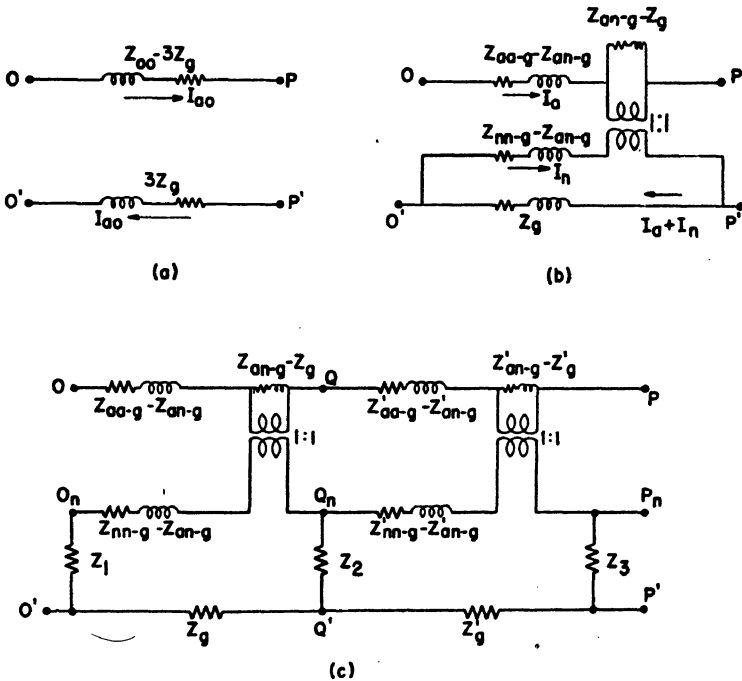 Zoo-3Zg
O P
Iao
3Zg
O' P'
Iao
(a)
Zan-g-Zg
Zaa-g-Zan-g
O P
Ia
1:1
Znn-g-Zan-g
In
O' P'
Zg Ia+In
(b)
Zan-g-Zg Z'an-g-Z'g
O Q P
Zaa-g-Zan-g Z'aa-g-Z'an-g
1:1 1:1
On Qn Pn
Znn-g-Zan-g Z'nn-g-Z'an-g
Z1 Z2 Z3
O' P'
Zg Q' Z'g
(c)